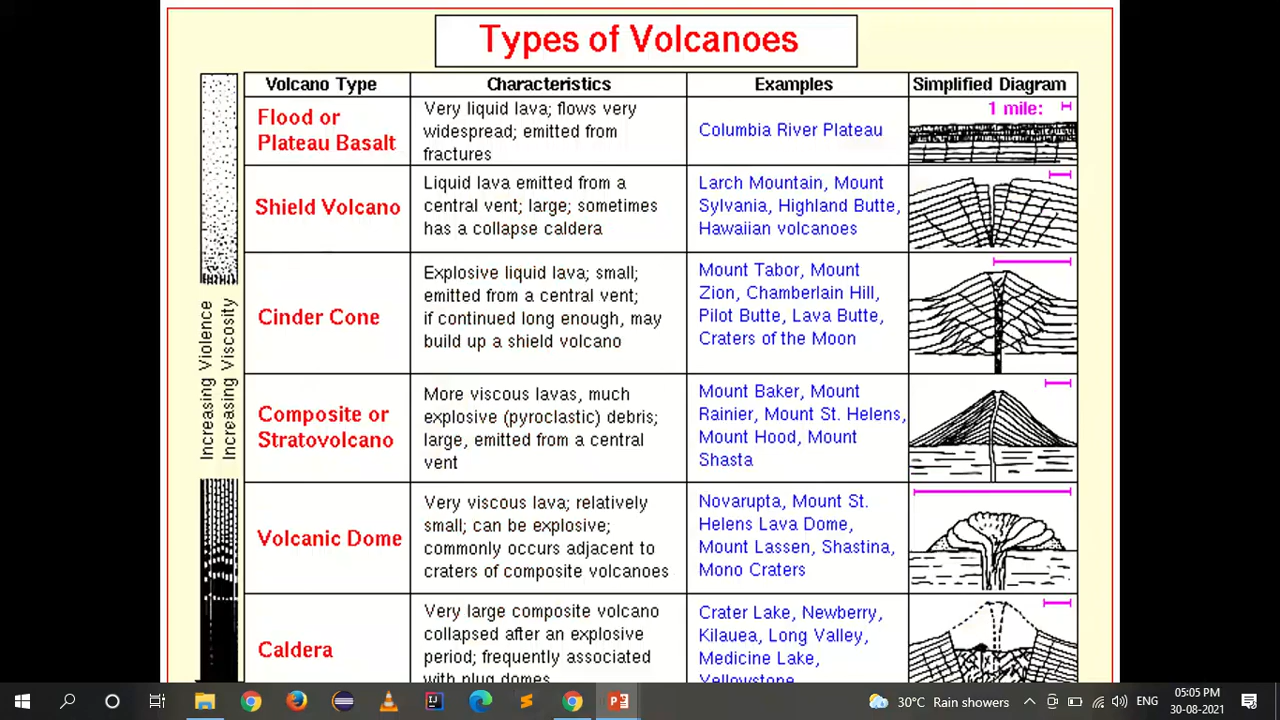 Types of Volcanoes
Volcano Type Characteristics Examples Simplified Diagram
Flood or
Plateau Basalt
Very liquid lava; flows very
widespread; emitted from
fractures
Columbia River Plateau
1 mile:
Shield Volcano
Liquid lava emitted from a
central vent; large; sometimes
has a collapse caldera
Larch Mountain, Mount
Sylvania, Highland Butte,
Hawaiian volcanoes
Cinder Cone
Explosive liquid lava; small;
emitted from a central vent;
if continued long enough, may
build up a shield volcano
Mount Tabor, Mount
Zion, Chamberlain Hill,
Pilot Butte, Lava Butte,
Craters of the Moon
Increasing Violence
Increasing Viscosity
Composite or
Stratovolcano
More viscous lavas, much
explosive (pyroclastic) debris;
large, emitted from a central
vent
Mount Baker, Mount
Rainier, Mount St. Helens,
Mount Hood, Mount
Shasta
Volcanic Dome
Very viscous lava; relatively
small; can be explosive;
commonly occurs adjacent to
craters of composite volcanoes
Novarupta, Mount St.
Helens Lava Dome,
Mount Lassen, Shastina,
Mono Craters
Caldera
Very large composite volcano
collapsed after an explosive
period; frequently associated
with plug domes
Crater Lake, Newberry,
Kilauea, Long Valley,
Medicine Lake,
Yellowstone
30°C Rain showers ENG
05:05 PM
30-08-2021